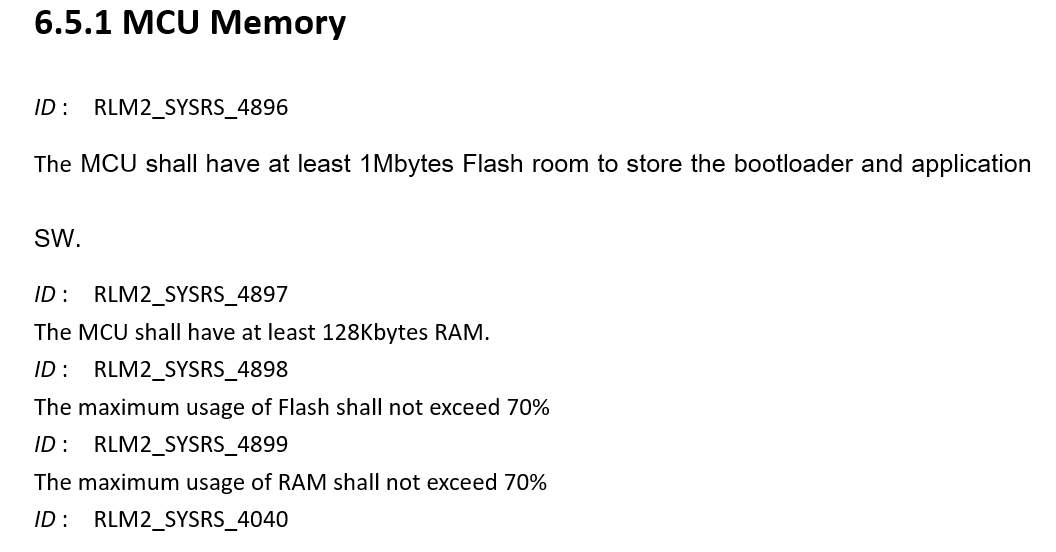 6.5.1 MCU Memory
ID : RLM2_SYSRS_4896
The MCU shall have at least 1Mbytes Flash room to store the bootloader and application
SW.
ID : RLM2_SYSRS_4897
The MCU shall have at least 128Kbytes RAM.
ID : RLM2_SYSRS_4898
The maximum usage of Flash shall not exceed 70%
ID : RLM2_SYSRS_4899
The maximum usage of RAM shall not exceed 70%
ID : RLM2_SYSRS_4040